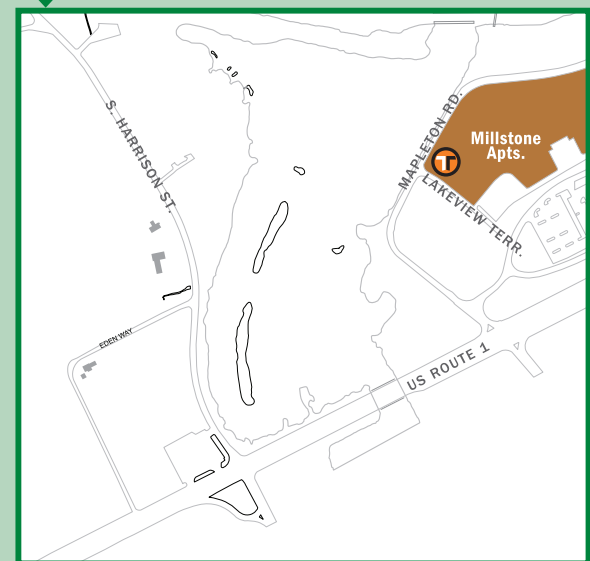 S. HARRISON ST.
MAPLETON RD.
Millstone
Apts.
T
LAKEVIEW TERR.
EDEN WAY
US ROUTE 1